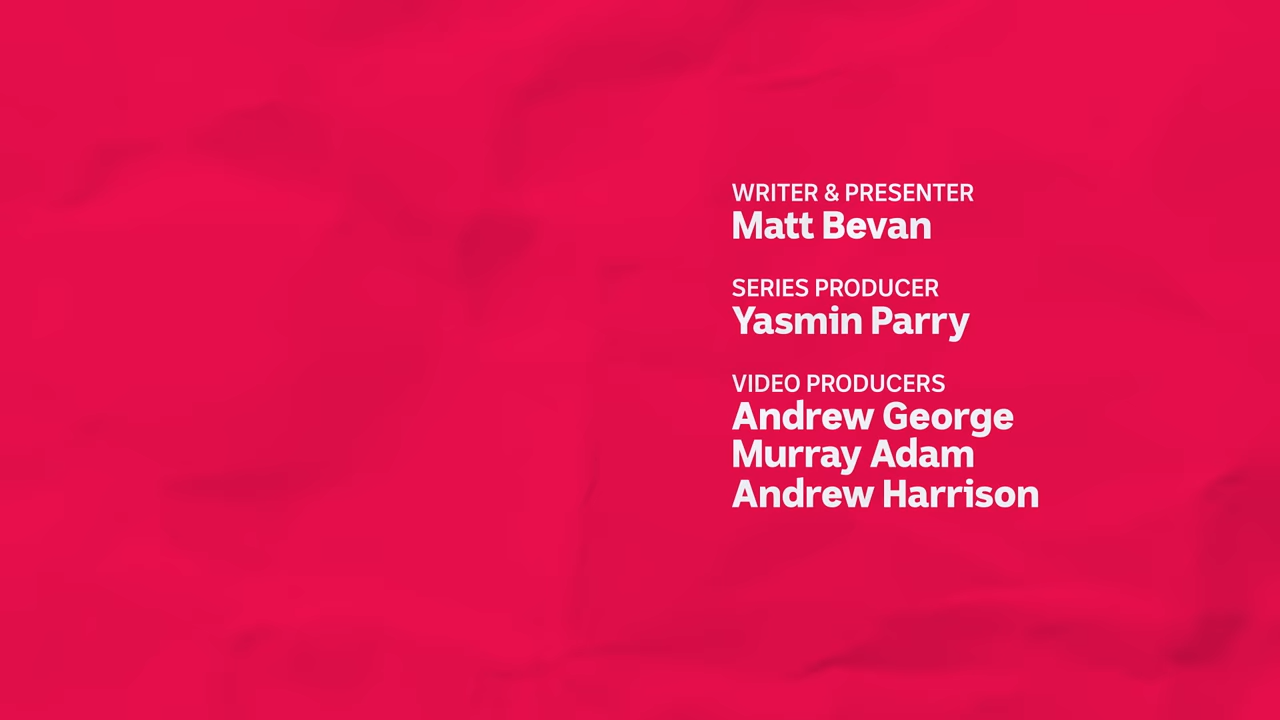 WRITER & PRESENTER
Matt Bevan
SERIES PRODUCER
Yasmin Parry
VIDEO PRODUCERS
Andrew George
Murray Adam
Andrew Harrison